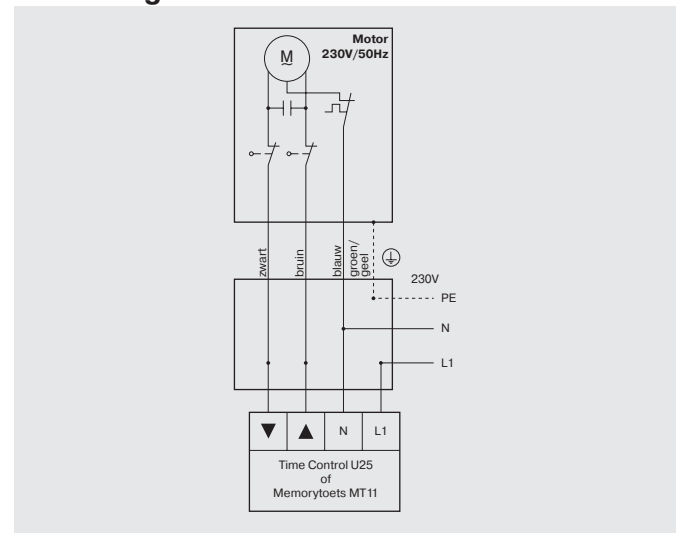 Motor
230V/50Hz
M
zwart
bruin
blauw
groen/
geel
230V
PE
N
L1
N
L1
Time Control U25
of
Memorytoets MT11